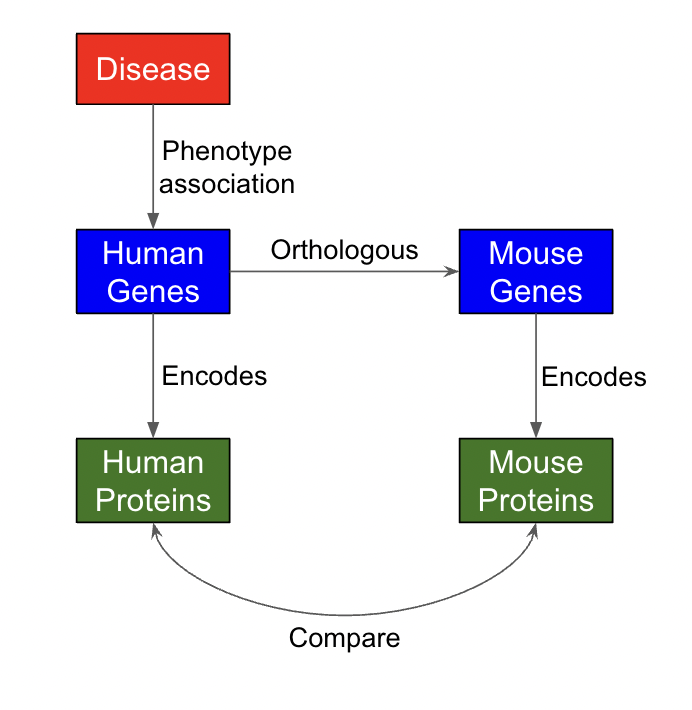 Disease
Phenotype
association
Human
Genes
Orthologous
Mouse
Genes
Encodes
Encodes
Human
Proteins
Mouse
Proteins
Compare